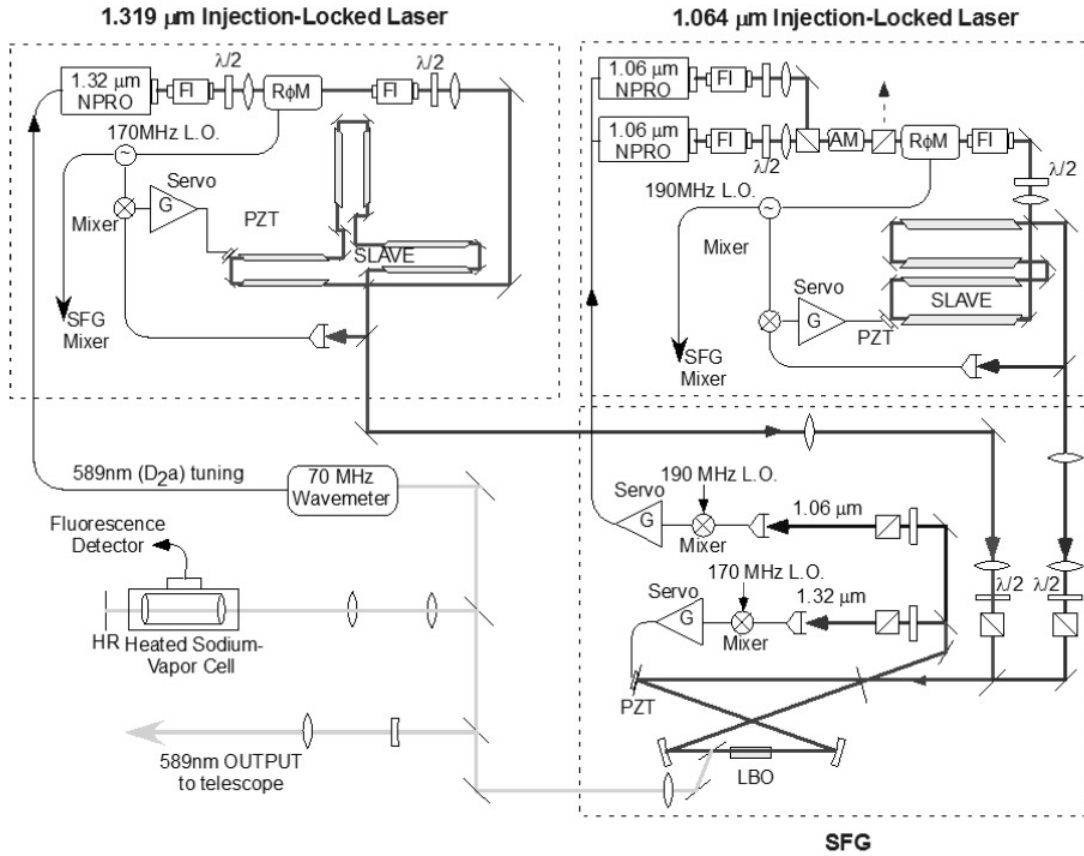 1.319 µm Injection-Locked Laser
1.32 µm
NPRO
FI
λ/2
RϕM
FI
λ/2
170MHz L.O.
Servo
G
Mixer
PZT
SLAVE
SFG
Mixer
1.064 µm Injection-Locked Laser
1.06 µm
NPRO
FI
1.06 µm
NPRO
FI
λ/2
AM
RϕM
FI
λ/2
190MHz L.O.
Mixer
Servo
G
SLAVE
PZT
SFG
Mixer
589nm (D2a) tuning
70 MHz
Wavemeter
Fluorescence
Detector
HR
Heated Sodium-
Vapor Cell
589nm OUTPUT
to telescope
190 MHz L.O.
Servo
G
Mixer
1.06 µm
170 MHz L.O.
Servo
G
Mixer
1.32 µm
λ/2
λ/2
PZT
LBO
SFG